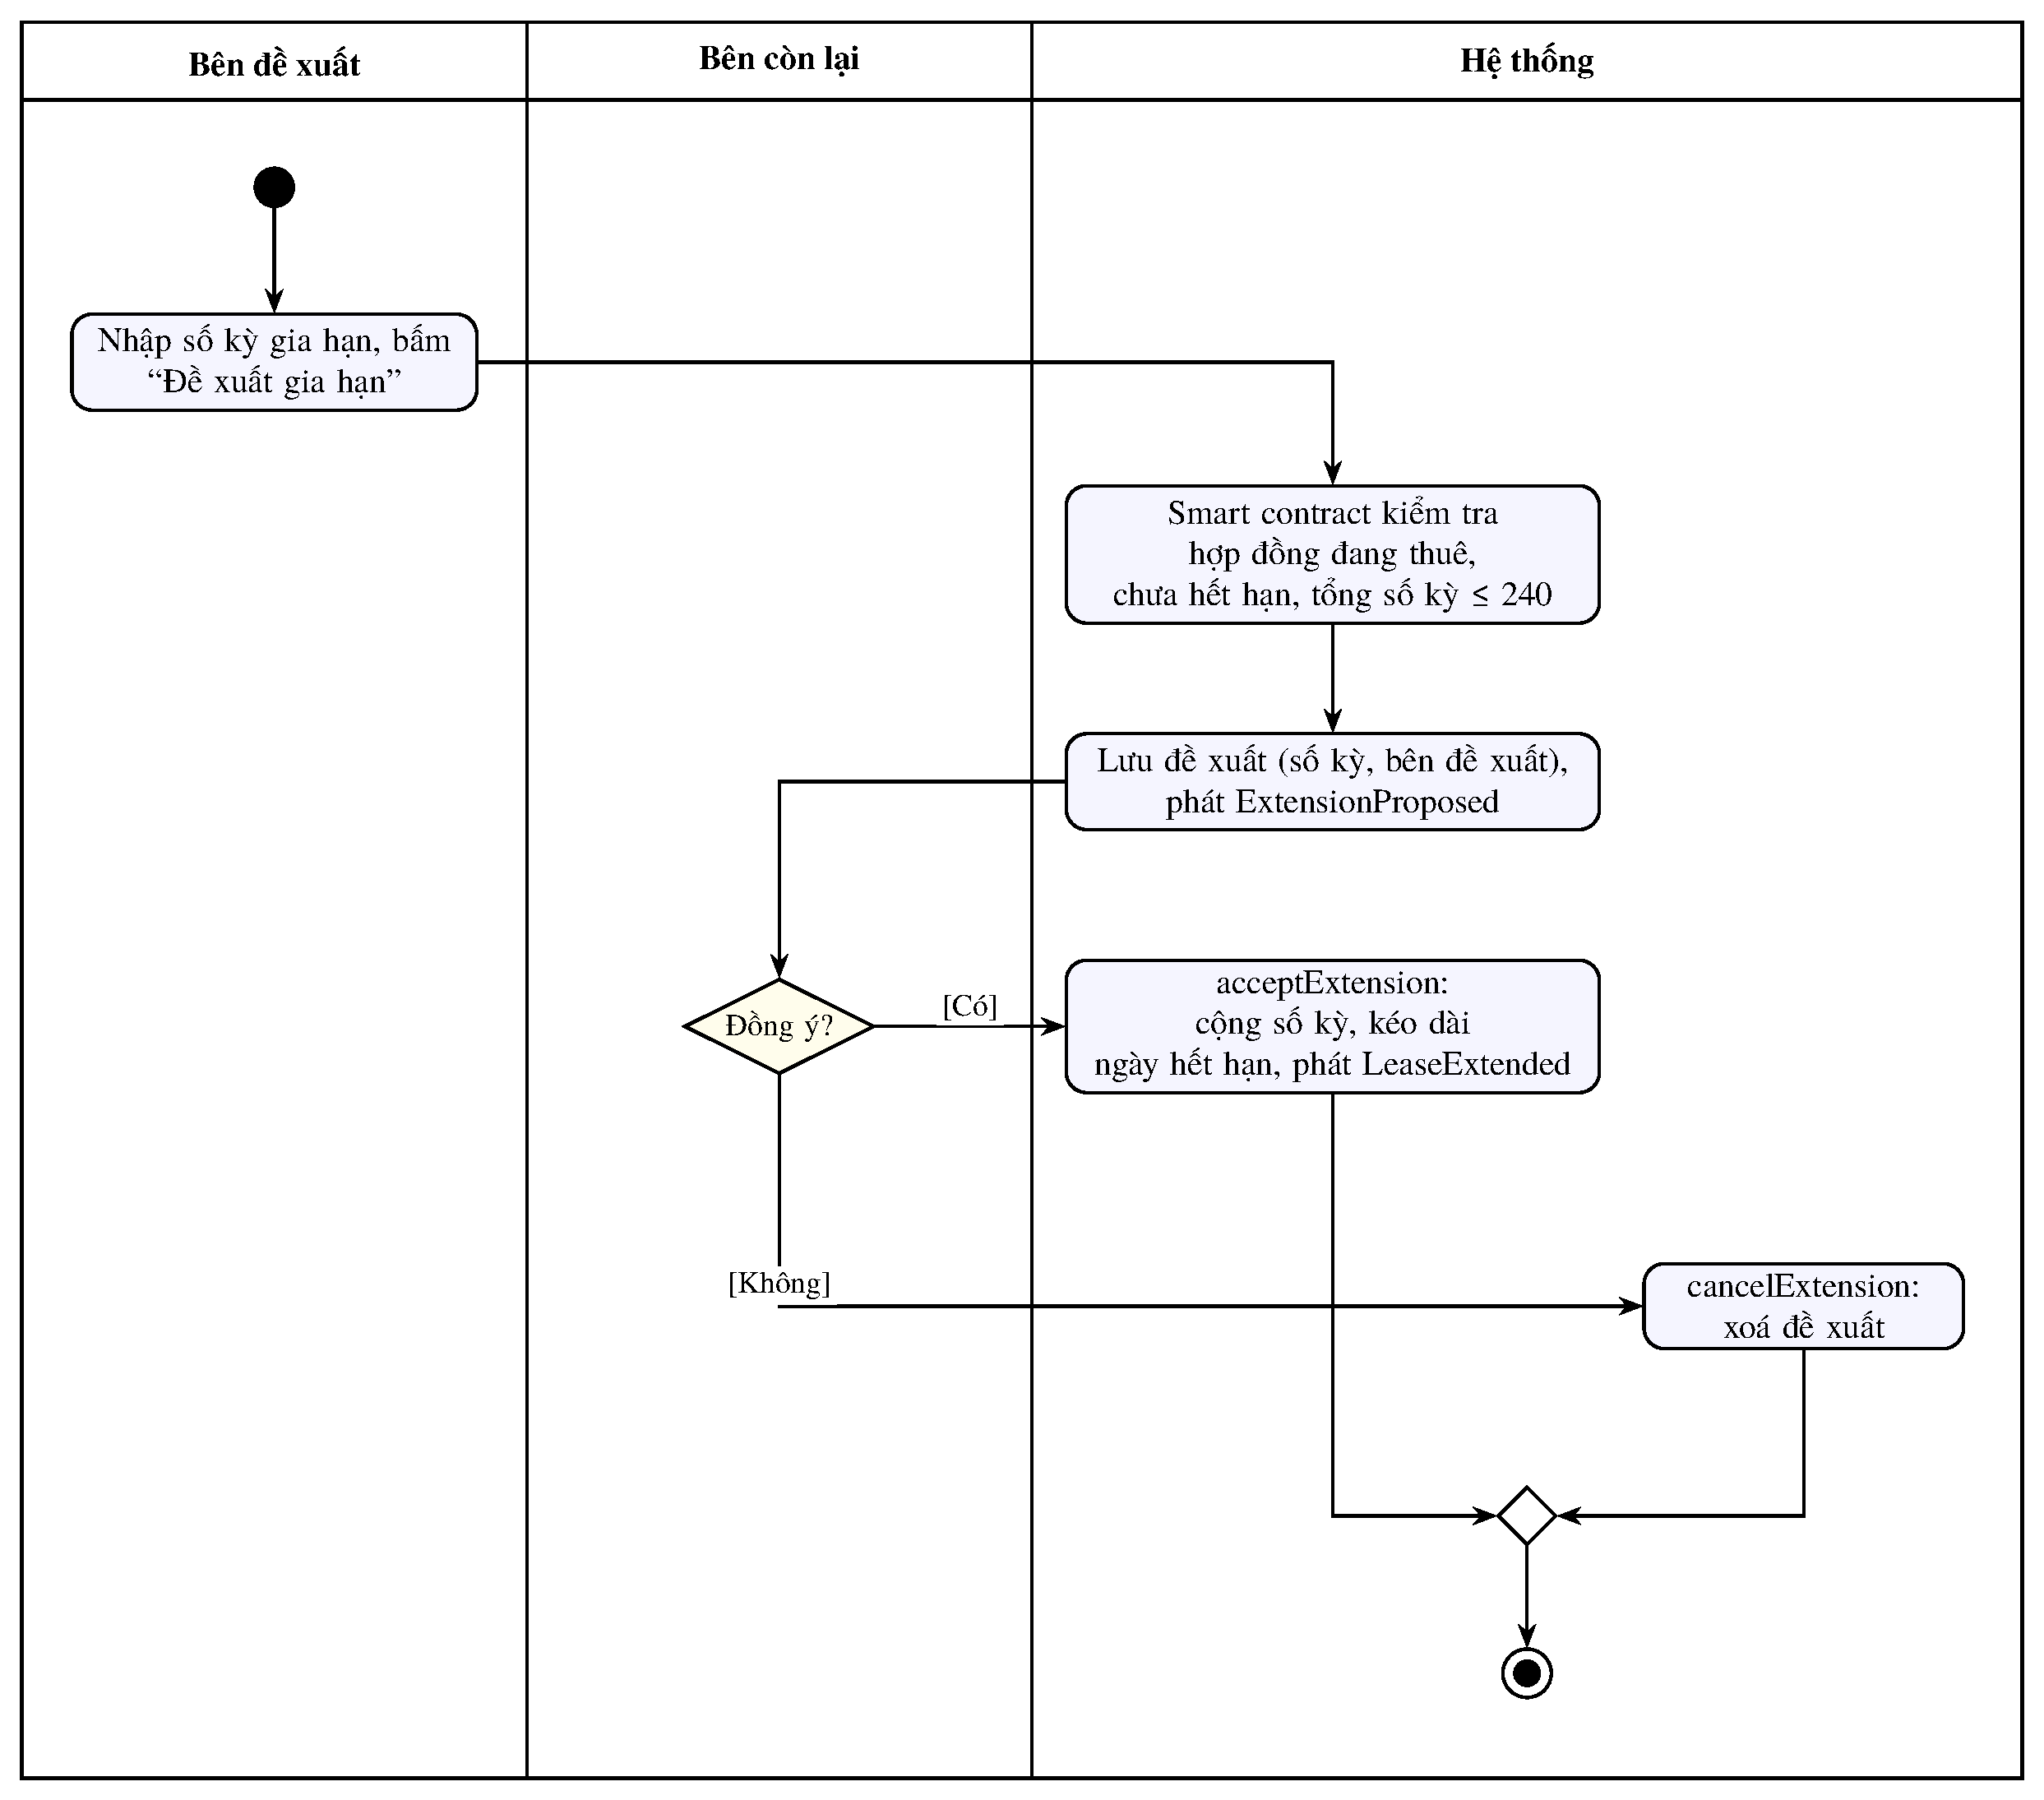 Bên đề xuất
Bên còn lại
Hệ thống
Nhập số kỳ gia hạn, bấm
“Đề xuất gia hạn”
Smart contract kiểm tra
hợp đồng đang thuê,
chưa hết hạn, tổng số kỳ ≤ 240
Lưu đề xuất (số kỳ, bên đề xuất),
phát ExtensionProposed
Đồng ý?
[Có]
acceptExtension:
cộng số kỳ, kéo dài
ngày hết hạn, phát LeaseExtended
[Không]
cancelExtension:
xoá đề xuất